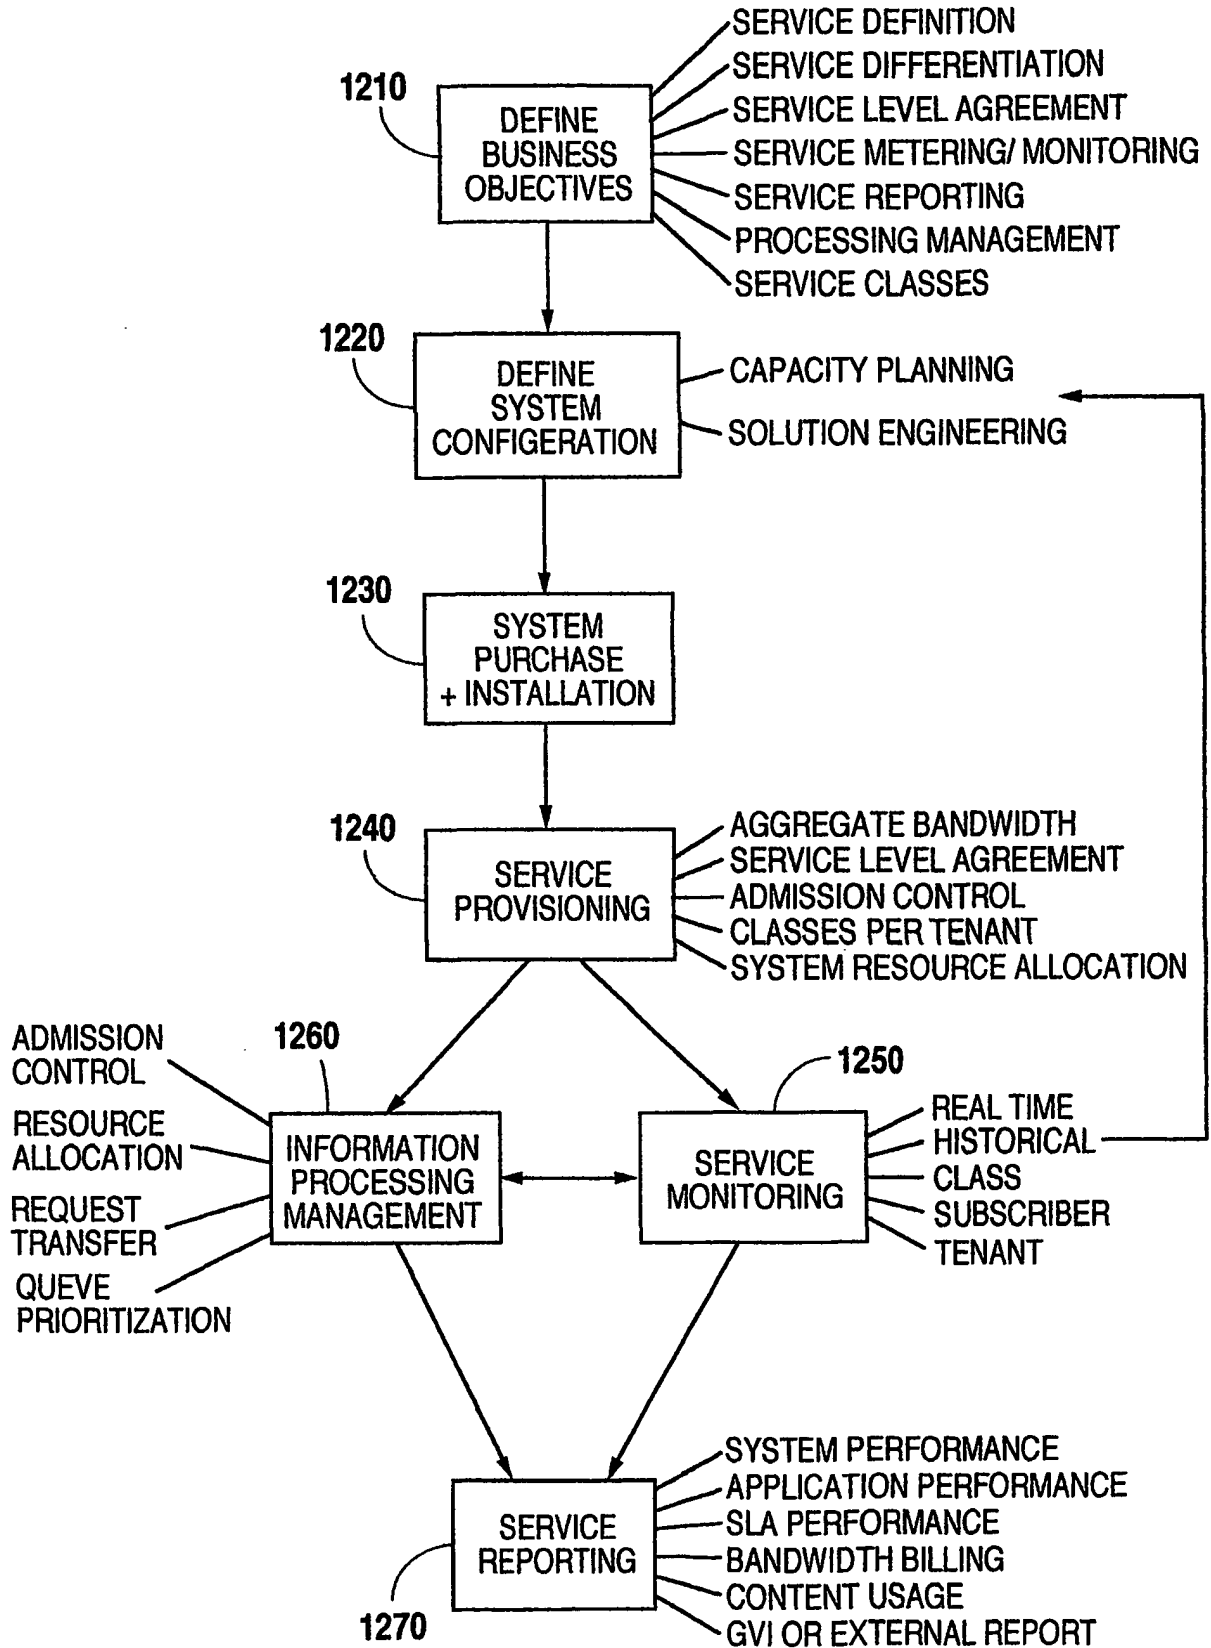 SERVICE DEFINITION
SERVICE DIFFERENTIATION
1210
SERVICE LEVEL AGREEMENT
DEFINE
BUSINESS
OBJECTIVES
SERVICE METERING/ MONITORING
SERVICE REPORTING
PROCESSING MANAGEMENT
SERVICE CLASSES
1220
DEFINE
SYSTEM
CONFIGERATION
CAPACITY PLANNING
SOLUTION ENGINEERING
1230
SYSTEM
PURCHASE
+ INSTALLATION
1240
SERVICE
PROVISIONING
AGGREGATE BANDWIDTH
SERVICE LEVEL AGREEMENT
ADMISSION CONTROL
CLASSES PER TENANT
SYSTEM RESOURCE ALLOCATION
ADMISSION
CONTROL
RESOURCE
ALLOCATION
REQUEST
TRANSFER
QUEVE
PRIORITIZATION
1260
INFORMATION
PROCESSING
MANAGEMENT
1250
SERVICE
MONITORING
REAL TIME
HISTORICAL
CLASS
SUBSCRIBER
TENANT
SERVICE
REPORTING
1270
SYSTEM PERFORMANCE
APPLICATION PERFORMANCE
SLA PERFORMANCE
BANDWIDTH BILLING
CONTENT USAGE
GVI OR EXTERNAL REPORT